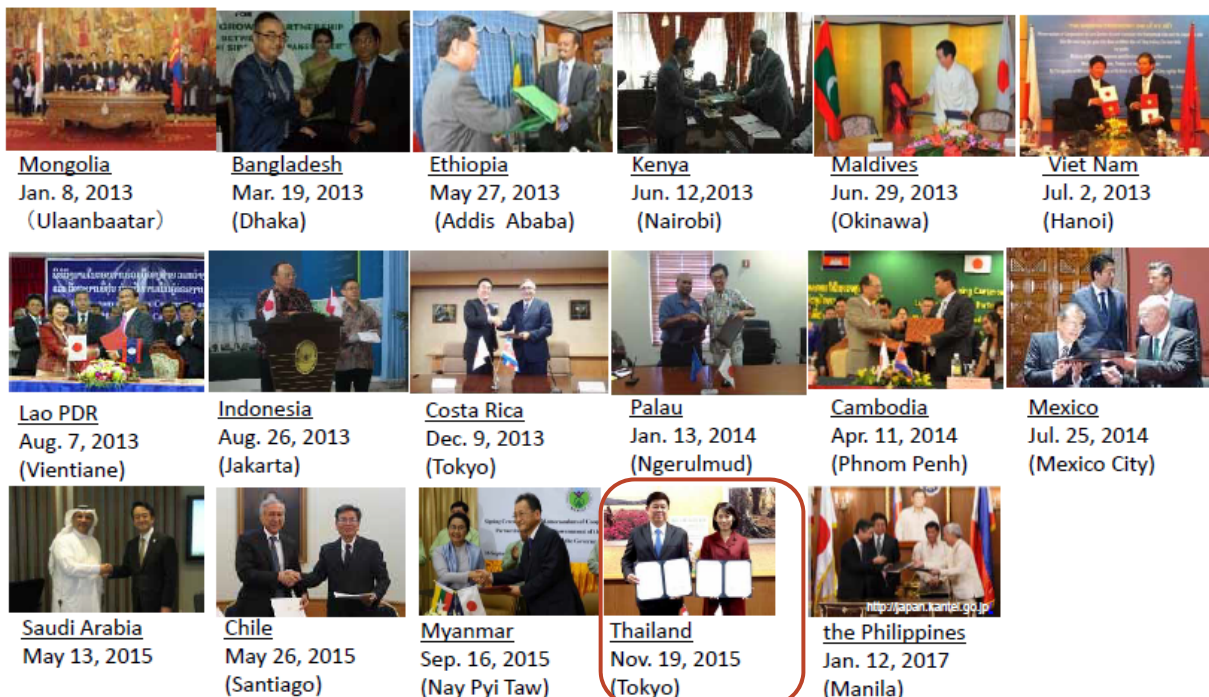 FOR
GROW PARTNERSHIP
Mongolia
Jan. 8, 2013
（Ulaanbaatar）
Bangladesh
Mar. 19, 2013
(Dhaka)
Ethiopia
May 27, 2013
(Addis Ababa)
Kenya
Jun. 12,2013
(Nairobi)
Maldives
Jun. 29, 2013
(Okinawa)
Viet Nam
Jul. 2, 2013
(Hanoi)
Lao PDR
Aug. 7, 2013
(Vientiane)
Indonesia
Aug. 26, 2013
(Jakarta)
Costa Rica
Dec. 9, 2013
(Tokyo)
Palau
Jan. 13, 2014
(Ngerulmud)
Cambodia
Apr. 11, 2014
(Phnom Penh)
Mexico
Jul. 25, 2014
(Mexico City)
Saudi Arabia
May 13, 2015
Chile
May 26, 2015
(Santiago)
Myanmar
Sep. 16, 2015
(Nay Pyi Taw)
Thailand
Nov. 19, 2015
(Tokyo)
http://japan.kantei.go.jp
the Philippines
Jan. 12, 2017
(Manila)